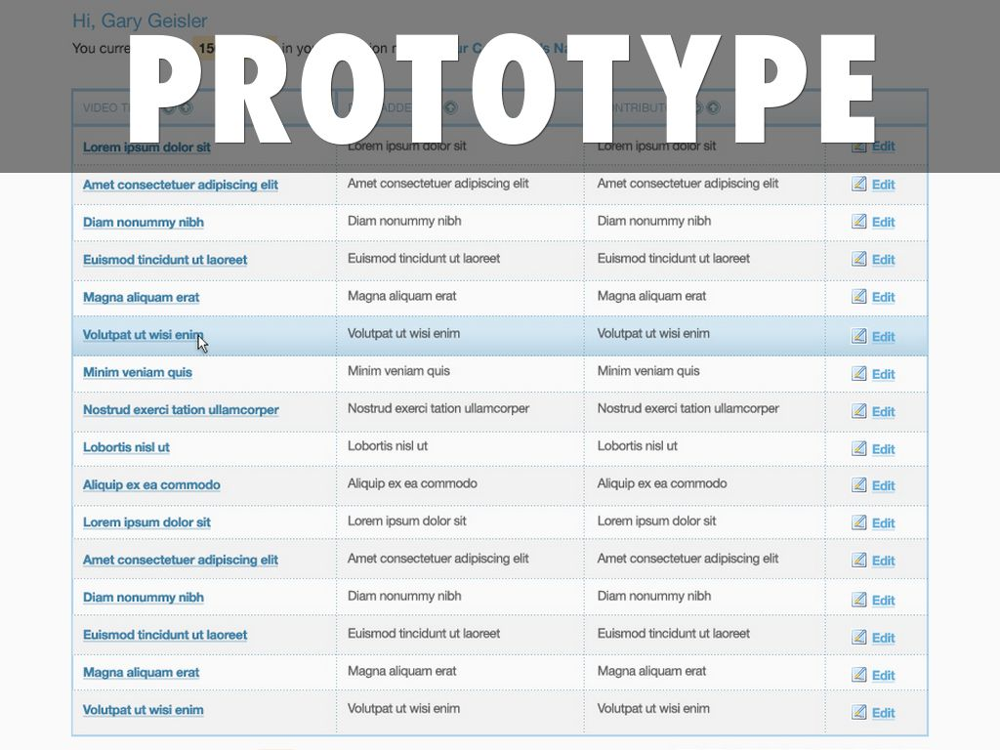 Hi, Gary Geisler
PROTOTYPE
Lorem ipsum dolor sit Lorem ipsum dolor sit Lorem ipsum dolor sit Edit
Amet consectetuer adipiscing elit Amet consectetuer adipiscing elit Amet consectetuer adipiscing elit Edit
Diam nonummy nibh Diam nonummy nibh Diam nonummy nibh Edit
Euismod tincidunt ut laoreet Euismod tincidunt ut laoreet Euismod tincidunt ut laoreet Edit
Magna aliquam erat Magna aliquam erat Magna aliquam erat Edit
Volutpat ut wisi enim Volutpat ut wisi enim Volutpat ut wisi enim Edit
Minim veniam quis Minim veniam quis Minim veniam quis Edit
Nostrud exerci tation ullamcorper Nostrud exerci tation ullamcorper Nostrud exerci tation ullamcorper Edit
Lobortis nisl ut Lobortis nisl ut Lobortis nisl ut Edit
Aliquip ex ea commodo Aliquip ex ea commodo Aliquip ex ea commodo Edit
Lorem ipsum dolor sit Lorem ipsum dolor sit Lorem ipsum dolor sit Edit
Amet consectetuer adipiscing elit Amet consectetuer adipiscing elit Amet consectetuer adipiscing elit Edit
Diam nonummy nibh Diam nonummy nibh Diam nonummy nibh Edit
Euismod tincidunt ut laoreet Euismod tincidunt ut laoreet Euismod tincidunt ut laoreet Edit
Magna aliquam erat Magna aliquam erat Magna aliquam erat Edit
Volutpat ut wisi enim Volutpat ut wisi enim Volutpat ut wisi enim Edit